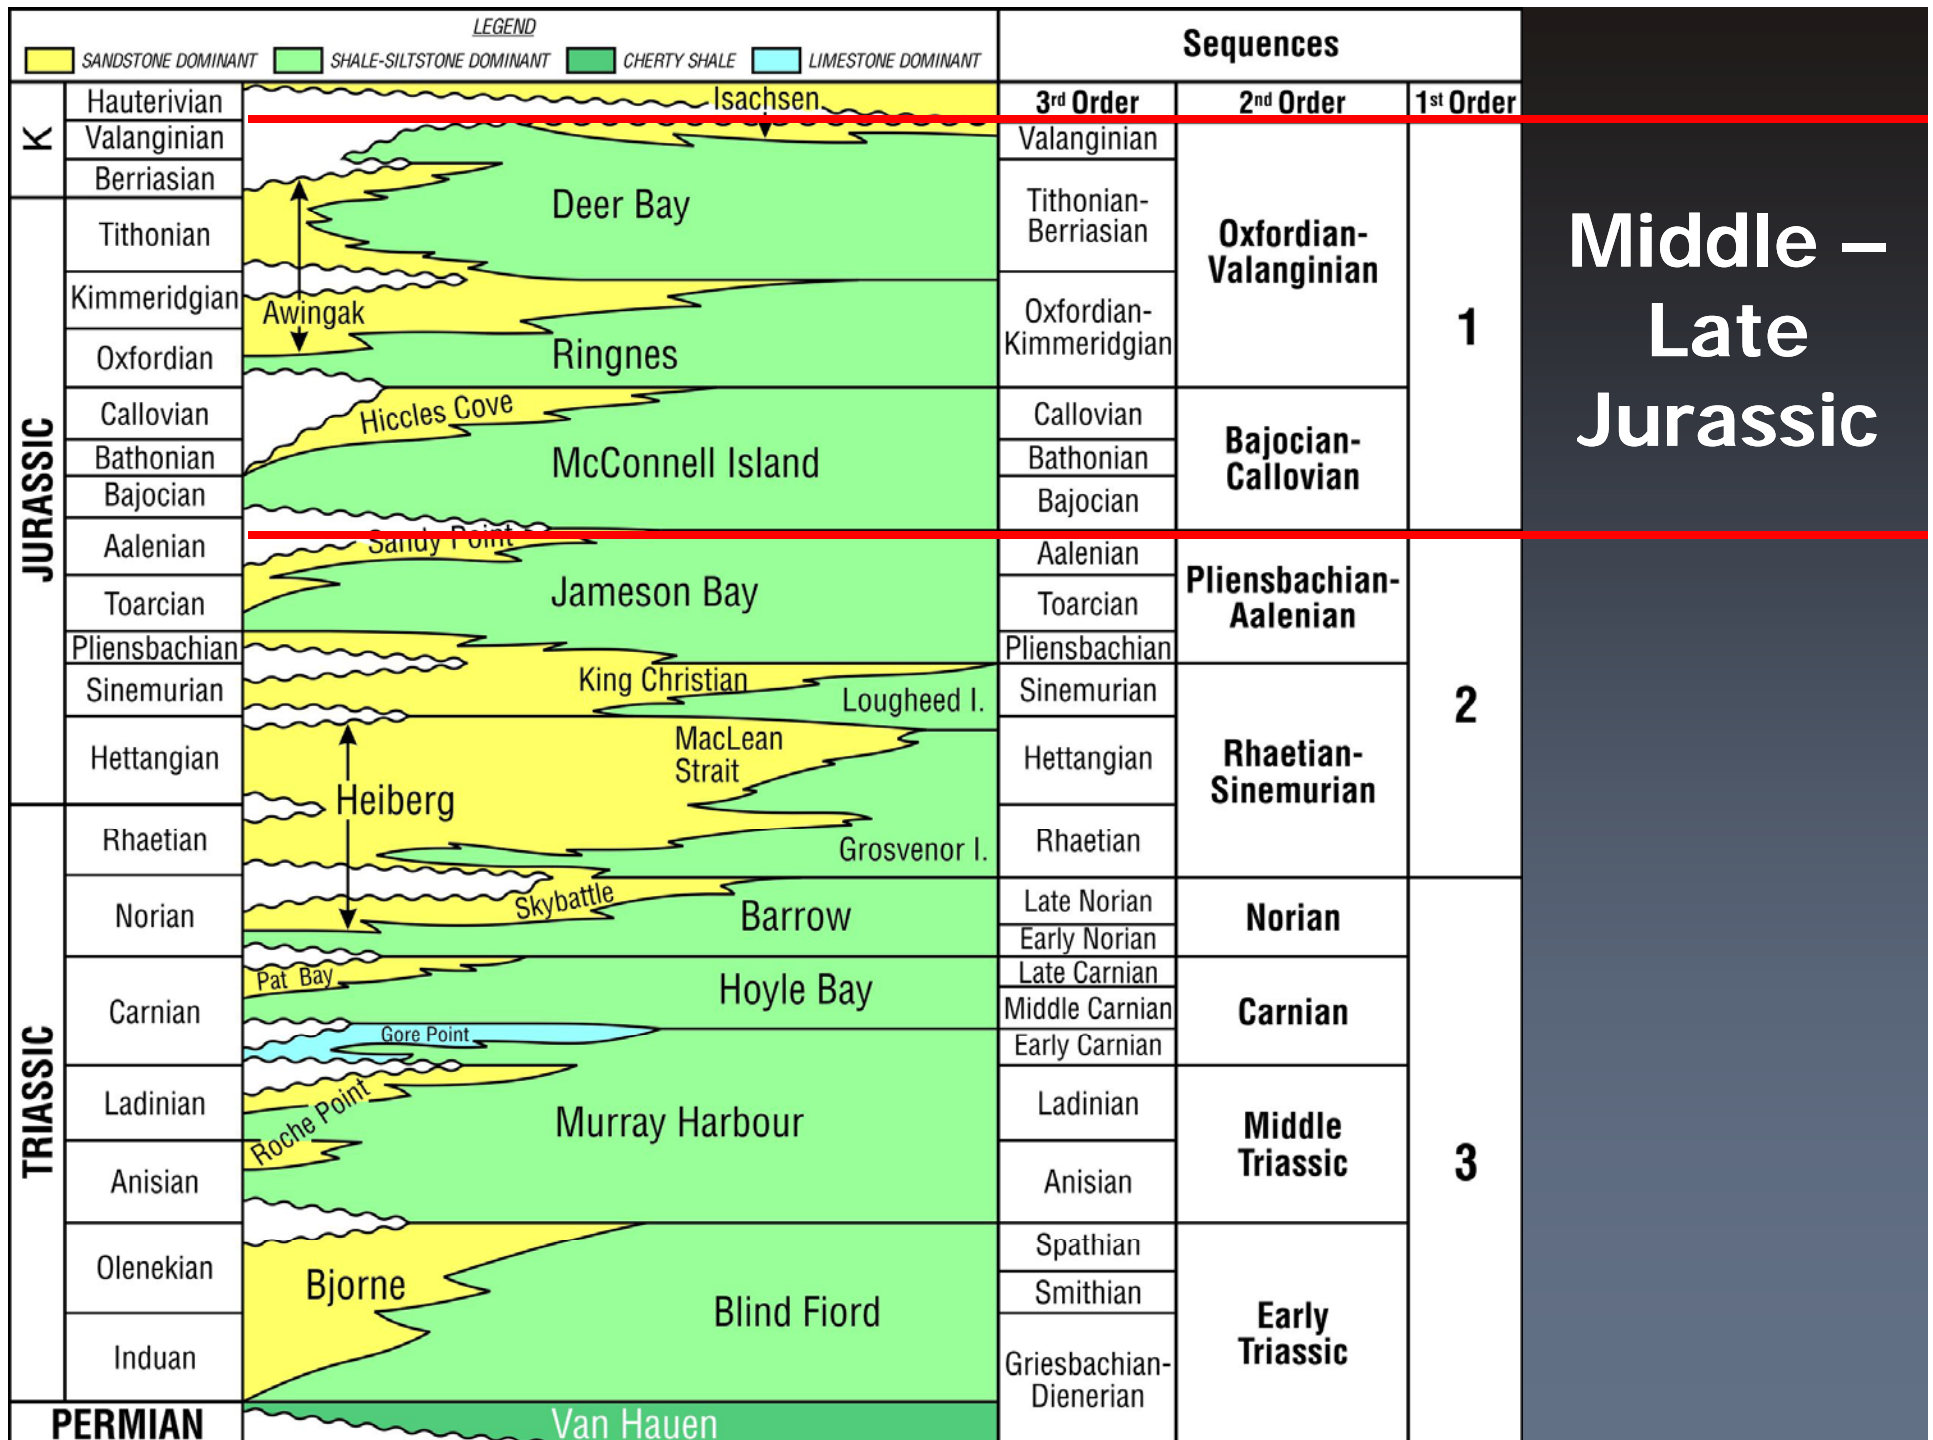 LEGEND
SANDSTONE DOMINANT
SHALE-SILTSTONE DOMINANT
CHERTY SHALE
LIMESTONE DOMINANT
Sequences
3rd Order
2nd Order
1st Order
K
JURASSIC
TRIASSIC
PERMIAN
Hauterivian
Valanginian
Berriasian
Tithonian
Kimmeridgian
Oxfordian
Callovian
Bathonian
Bajocian
Aalenian
Toarcian
Pliensbachian
Sinemurian
Hettangian
Rhaetian
Norian
Carnian
Ladinian
Anisian
Olenekian
Induan
Isachsen
Deer Bay
Awingak
Ringnes
Hiccles Cove
McConnell Island
Sandy Point
Jameson Bay
King Christian
Lougheed I.
MacLean
Strait
Heiberg
Grosvenor I.
Skybattle
Barrow
Pat Bay
Hoyle Bay
Gore Point
Roche Point
Murray Harbour
Bjorne
Blind Fiord
Van Hauen
Valanginian
Tithonian-
Berriasian
Oxfordian-
Kimmeridgian
Callovian
Bathonian
Bajocian
Aalenian
Toarcian
Pliensbachian
Sinemurian
Hettangian
Rhaetian
Late Norian
Early Norian
Late Carnian
Middle Carnian
Early Carnian
Ladinian
Anisian
Spathian
Smithian
Griesbachian-
Dienerian
Oxfordian-
Valanginian
Bajocian-
Callovian
Pliensbachian-
Aalenian
Rhaetian-
Sinemurian
Norian
Carnian
Middle
Triassic
Early
Triassic
1
2
3
Middle –
Late
Jurassic